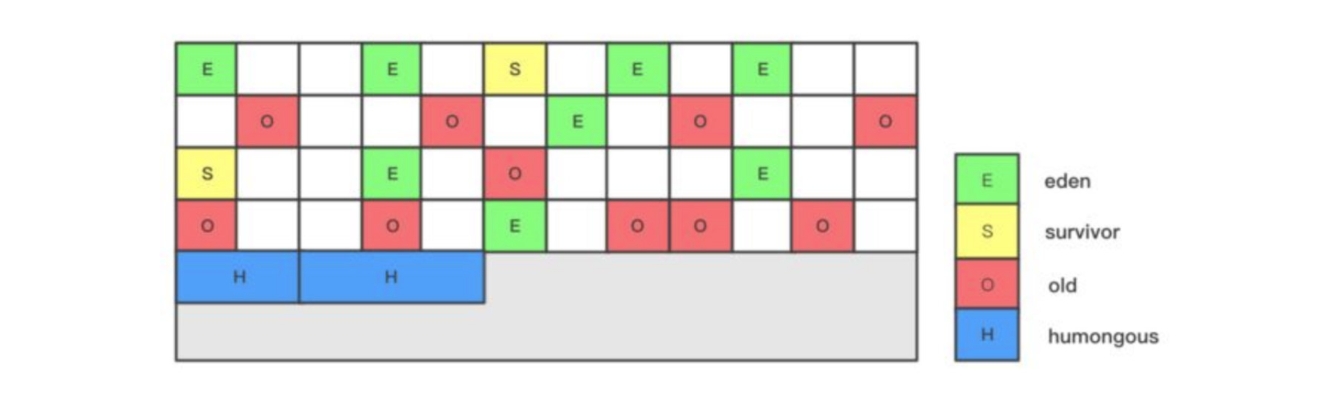 E E S E E
O O E O O
S E O E
O O E O O O
H H
E eden
S survivor
O old
H humongous